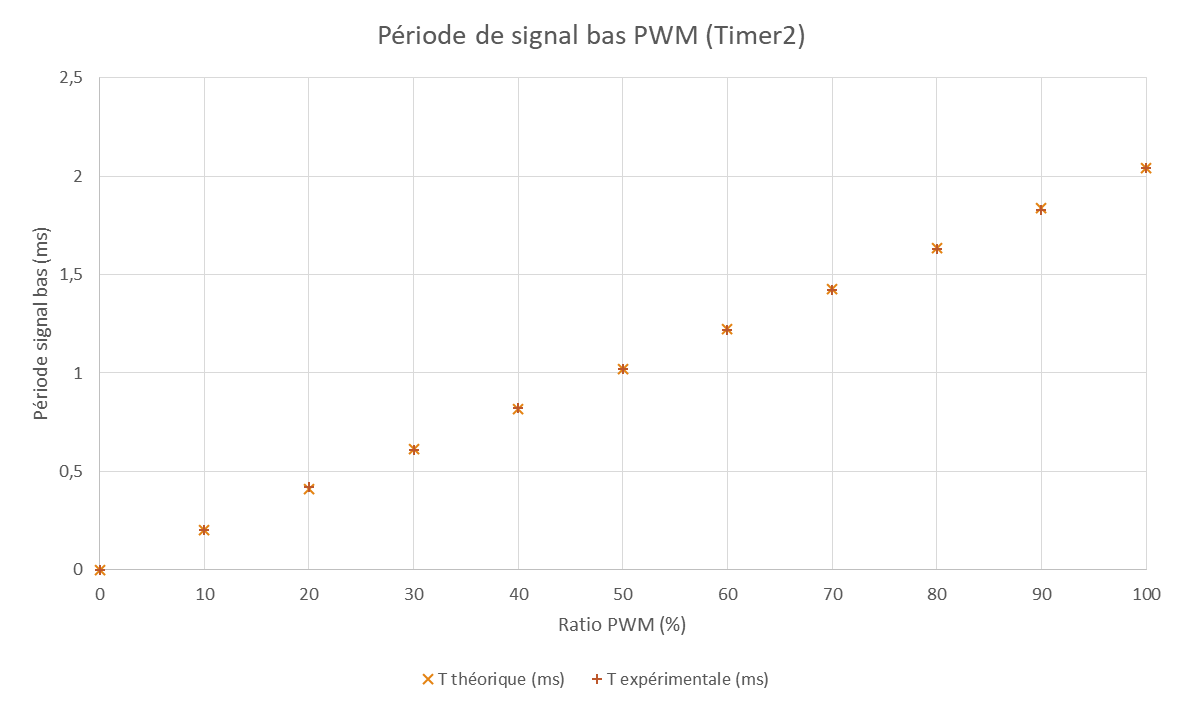 Période de signal bas PWM (Timer2)
2,5
2
1,5
1
0,5
0
Période signal bas (ms)
0 10 20 30 40 50 60 70 80 90 100
Ratio PWM (%)
T théorique (ms) T expérimentale (ms)